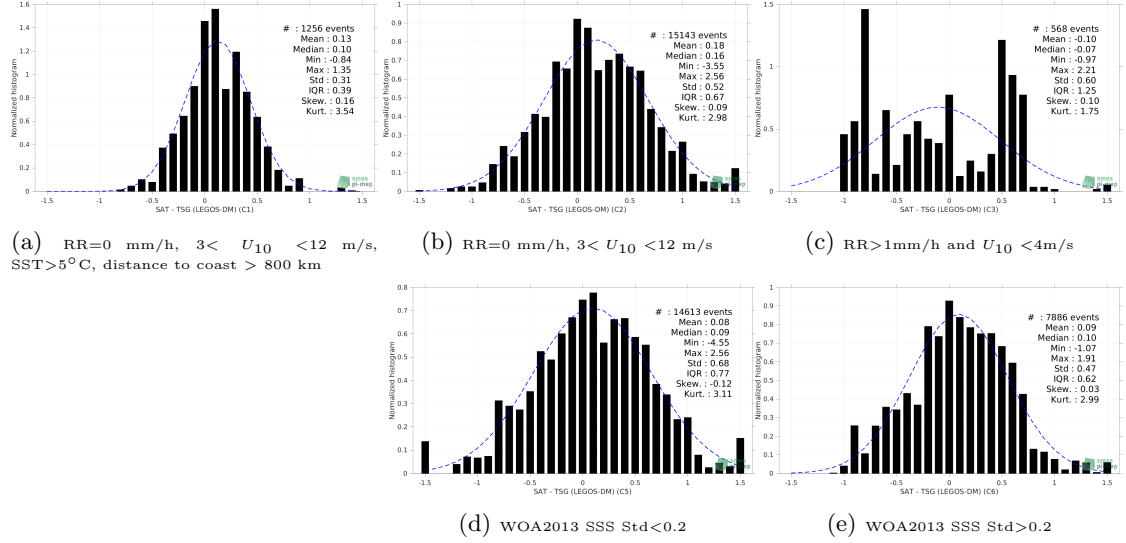 1.6
1.4
1.2
1
0.8
0.6
0.4
0.2
0
Normalized histogram
-1.5 -1 -0.5 0 0.5 1 1.5
SAT - TSG (LEGOS-DM) (C1)
# : 1256 events
Mean : 0.13
Median : 0.10
Min : -0.84
Max : 1.35
Std : 0.31
IQR : 0.39
Skew. : 0.16
Kurt. : 3.54
smos
pi-mep
(a) RR=0 mm/h, 3< U10 <12 m/s,
SST>5°C, distance to coast > 800 km
1
0.9
0.8
0.7
0.6
0.5
0.4
0.3
0.2
0.1
0
Normalized histogram
-1.5 -1 -0.5 0 0.5 1 1.5
SAT - TSG (LEGOS-DM) (C2)
# : 15143 events
Mean : 0.18
Median : 0.16
Min : -3.55
Max : 2.56
Std : 0.52
IQR : 0.67
Skew. : 0.09
Kurt. : 2.98
smos
pi-mep
(b) RR=0 mm/h, 3< U10 <12 m/s
1.5
1
0.5
0
Normalized histogram
-1.5 -1 -0.5 0 0.5 1 1.5
SAT - TSG (LEGOS-DM) (C3)
# : 568 events
Mean : -0.10
Median : -0.07
Min : -0.97
Max : 2.21
Std : 0.60
IQR : 1.25
Skew. : 0.10
Kurt. : 1.75
smos
pi-mep
(c) RR>1mm/h and U10 <4m/s
0.8
0.7
0.6
0.5
0.4
0.3
0.2
0.1
0
Normalized histogram
-1.5 -1 -0.5 0 0.5 1 1.5
SAT - TSG (LEGOS-DM) (C5)
# : 14613 events
Mean : 0.08
Median : 0.09
Min : -4.55
Max : 2.56
Std : 0.68
IQR : 0.77
Skew. : -0.12
Kurt. : 3.11
smos
pi-mep
(d) WOA2013 SSS Std<0.2
1
0.9
0.8
0.7
0.6
0.5
0.4
0.3
0.2
0.1
0
Normalized histogram
-1.5 -1 -0.5 0 0.5 1 1.5
SAT - TSG (LEGOS-DM) (C6)
# : 7886 events
Mean : 0.09
Median : 0.10
Min : -1.07
Max : 1.91
Std : 0.47
IQR : 0.62
Skew. : 0.03
Kurt. : 2.99
smos
pi-mep
(e) WOA2013 SSS Std>0.2